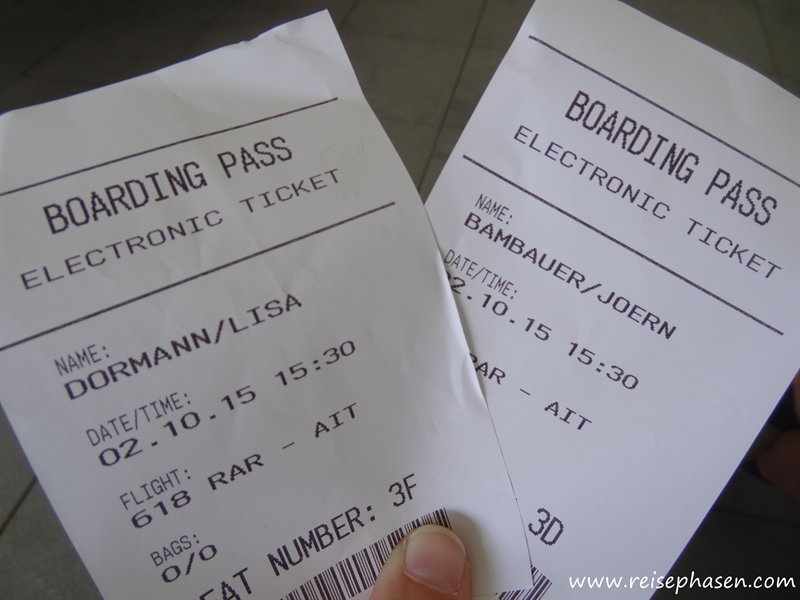 BOARDING PASS
ELECTRONIC TICKET
NAME:
DORMANN/LISA
DATE/TIME:
02.10.15 15:30
FLIGHT:
618 RAR - AIT
BAGS:
0/0
EAT NUMBER: 3F
BOARDING PASS
ELECTRONIC TICKET
NAME:
BAMBAUER/JOERN
DATE/TIME:
2.10.15 15:30
RAR - AIT
3D
www.reisephasen.com